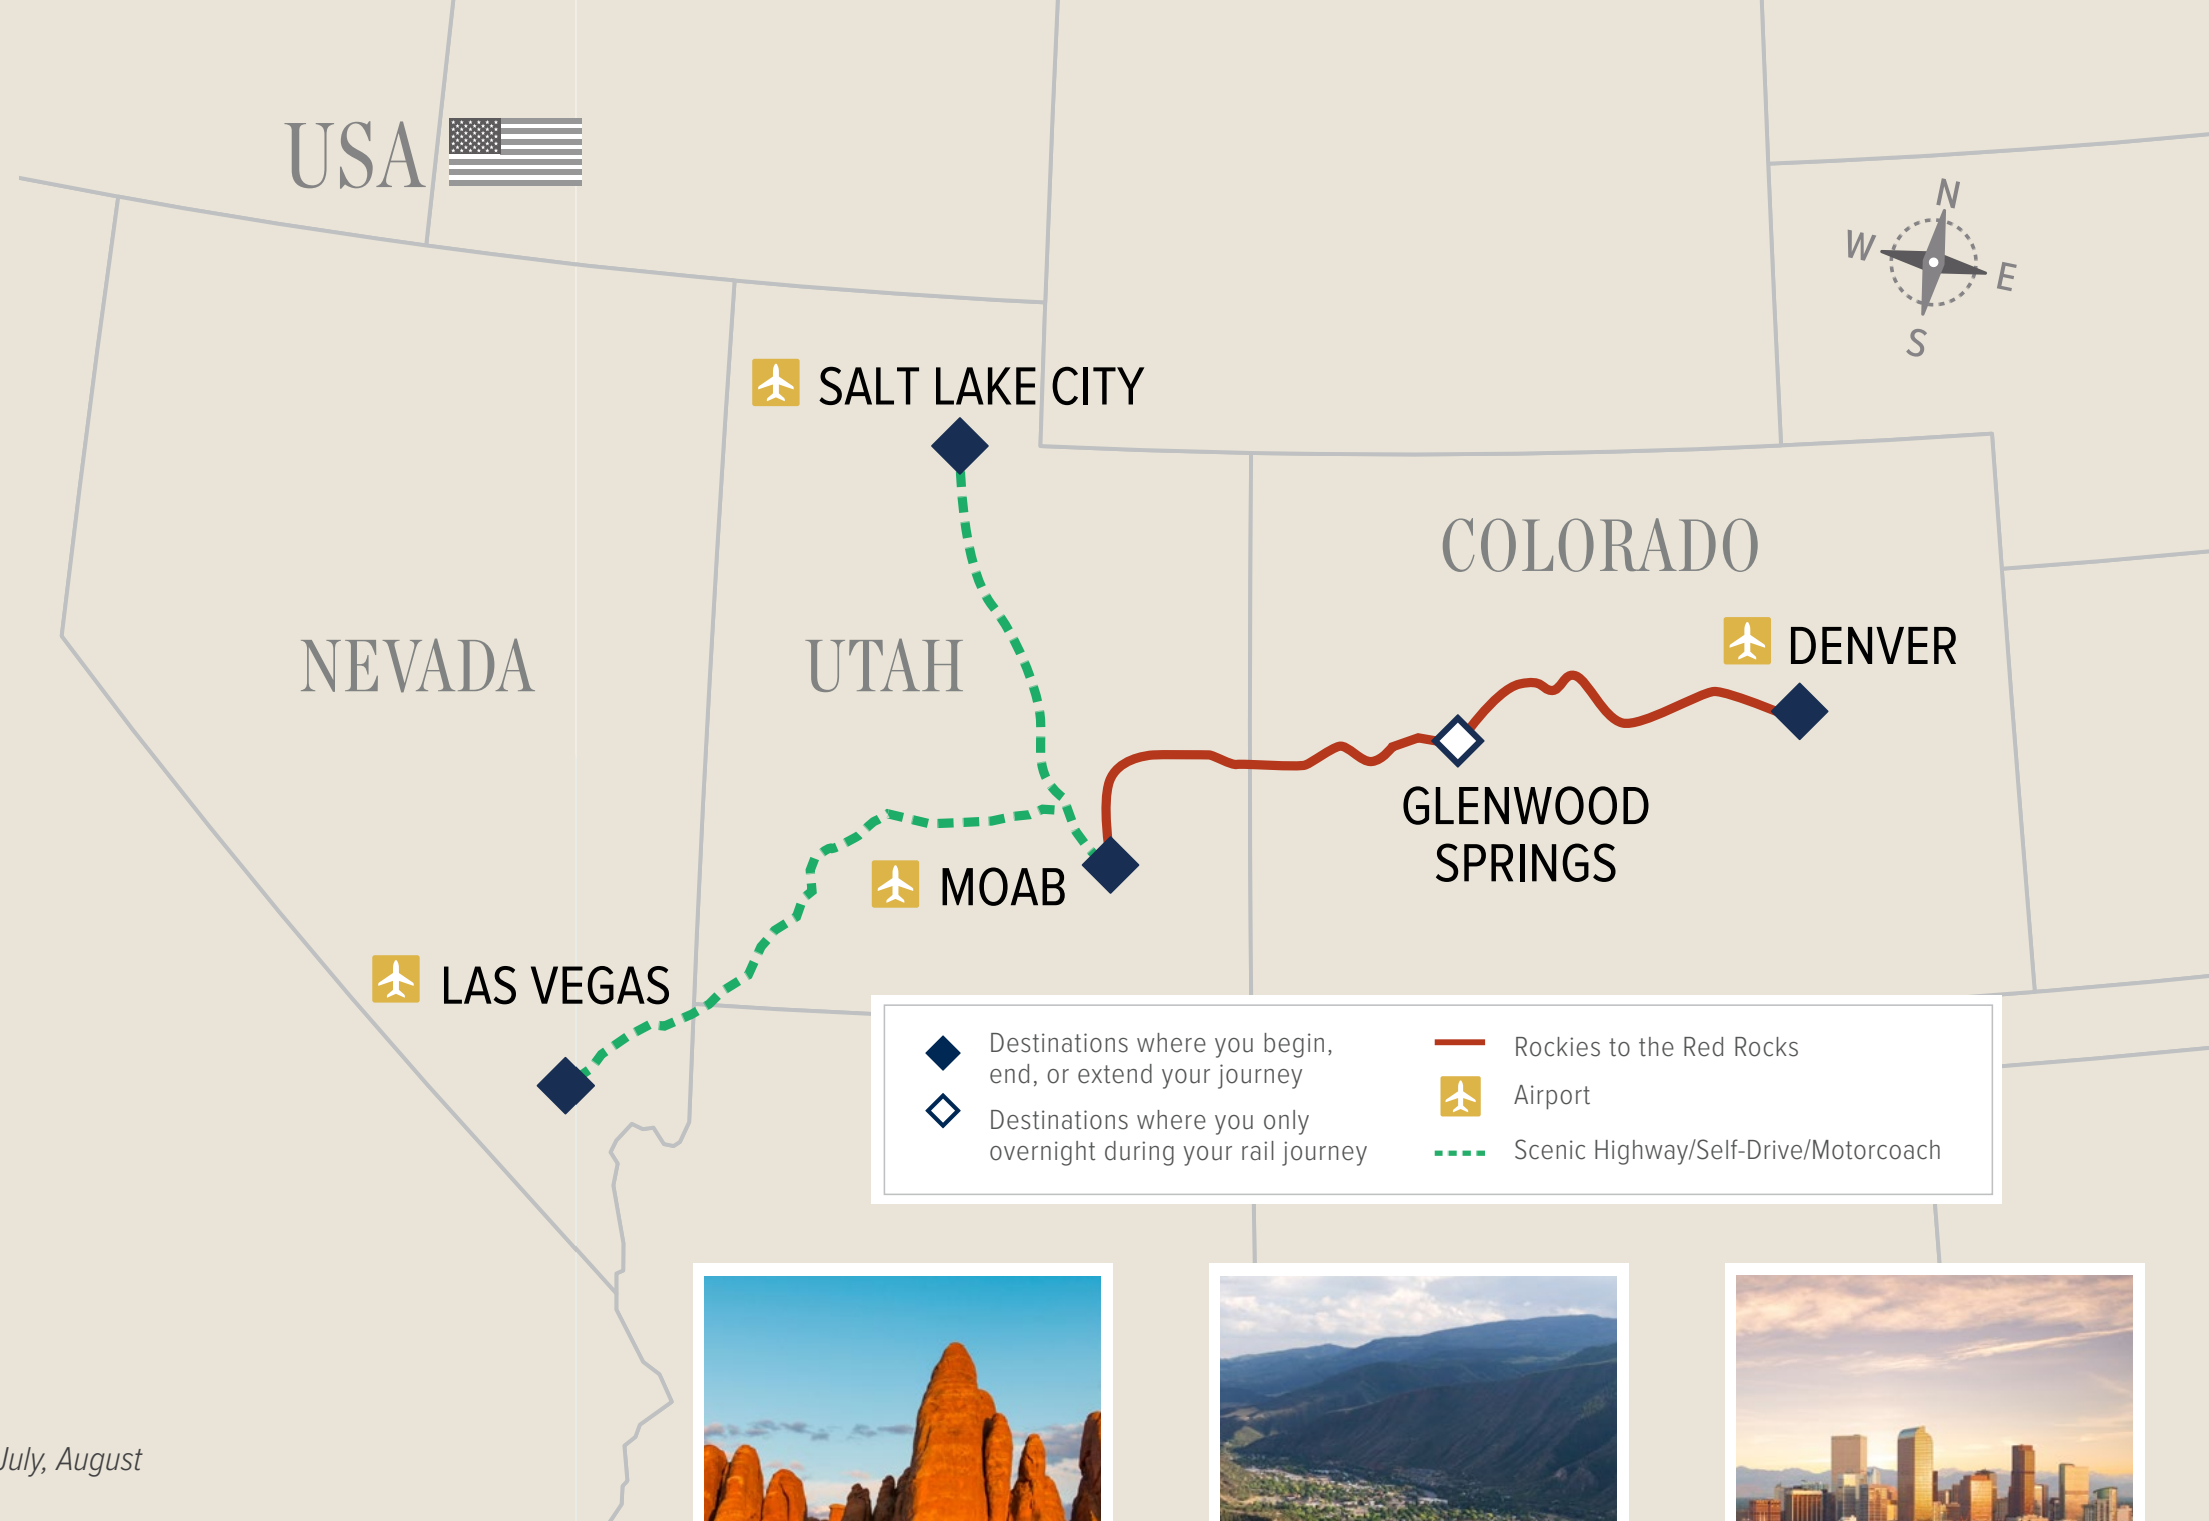 USA
N
W
E
S
SALT LAKE CITY
COLORADO
DENVER
NEVADA
UTAH
GLENWOOD
SPRINGS
MOAB
LAS VEGAS
Destinations where you begin,
end, or extend your journey
Destinations where you only
overnight during your rail journey
Rockies to the Red Rocks
Airport
Scenic Highway/Self-Drive/Motorcoach
July, August